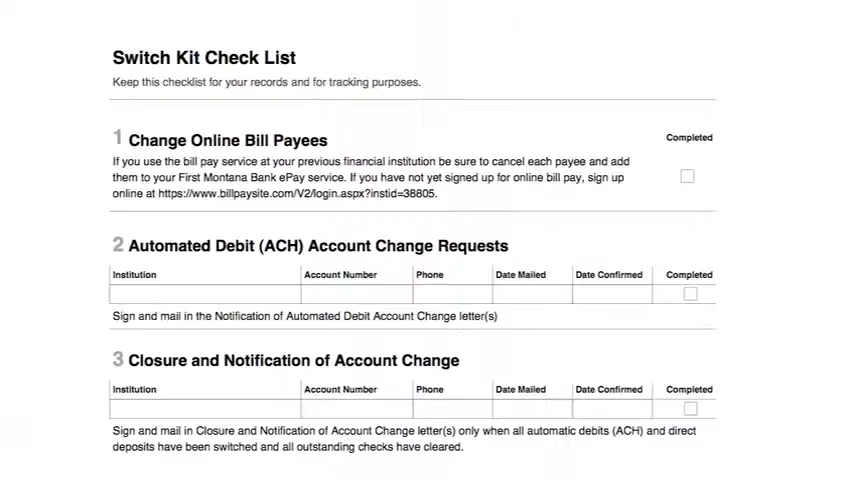 Switch Kit Check List
Keep this checklist for your records and for tracking purposes.
1 Change Online Bill Payees
Completed
If you use the bill pay service at your previous financial institution be sure to cancel each payee and add
them to your First Montana Bank ePay service. If you have not yet signed up for online bill pay, sign up
online at https://www.billpaysite.com/V2/login.aspx?instid=38805.
2 Automated Debit (ACH) Account Change Requests
Institution Account Number Phone Date Mailed Date Confirmed Completed
Sign and mail in the Notification of Automated Debit Account Change letter(s)
3 Closure and Notification of Account Change
Institution Account Number Phone Date Mailed Date Confirmed Completed
Sign and mail in Closure and Notification of Account Change letter(s) only when all automatic debits (ACH) and direct
deposits have been switched and all outstanding checks have cleared.